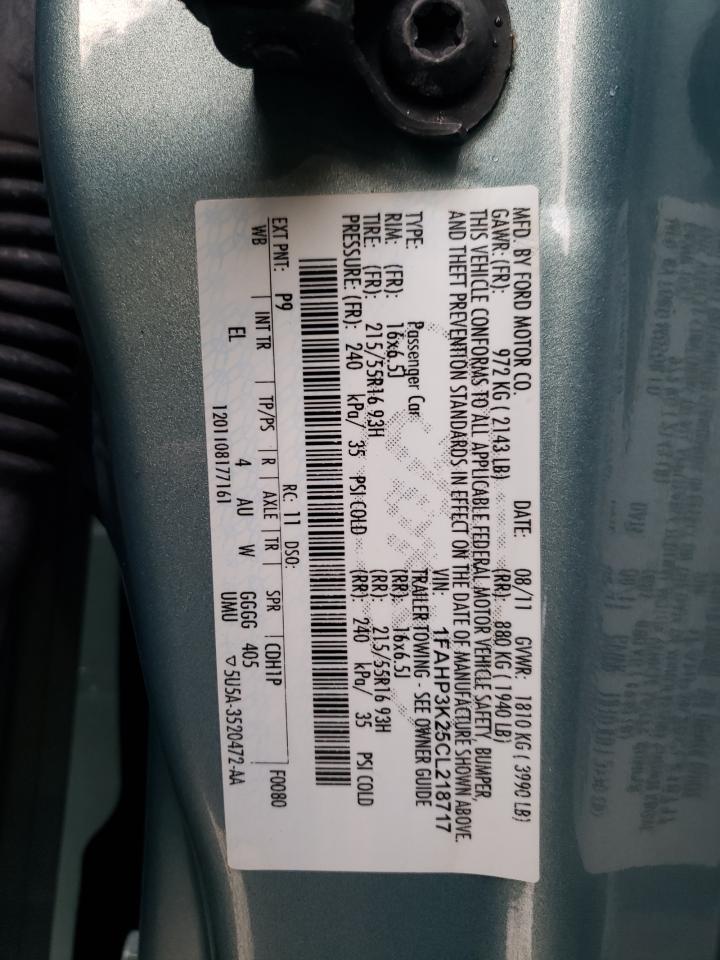 MFD. BY FORD MOTOR CO. DATE: 08/11 GVWR: 1810 KG ( 3990 LB)
GAWR: (FR): 972 KG ( 2143 LB) (RR): 880 KG ( 1940 LB)
THIS VEHICLE CONFORMS TO ALL APPLICABLE FEDERAL MOTOR VEHICLE SAFETY, BUMPER,
AND THEFT PREVENTION STANDARDS IN EFFECT ON THE DATE OF MANUFACTURE SHOWN ABOVE.
VIN: 1FAHP3K25CL218717
TYPE: Passenger Car TRAILER TOWING - SEE OWNER GUIDE
RIM: (FR): 16x6.5J (RR): 16x6.5J
TIRE: (FR): 215/55R16 93H (RR): 215/55R16 93H
PRESSURE: (FR): 240 kPa/ 35 PSI COLD (RR): 240 kPa/ 35 PSI COLD
RC: 11 DSO: F0080
EXT PNT: P9
WB INT TR TP/PS R AXLE TR SPR CDH1P
EL 4 AU W GGGG 405
1201108177161 UMU ▽5U5A-3520472-AA